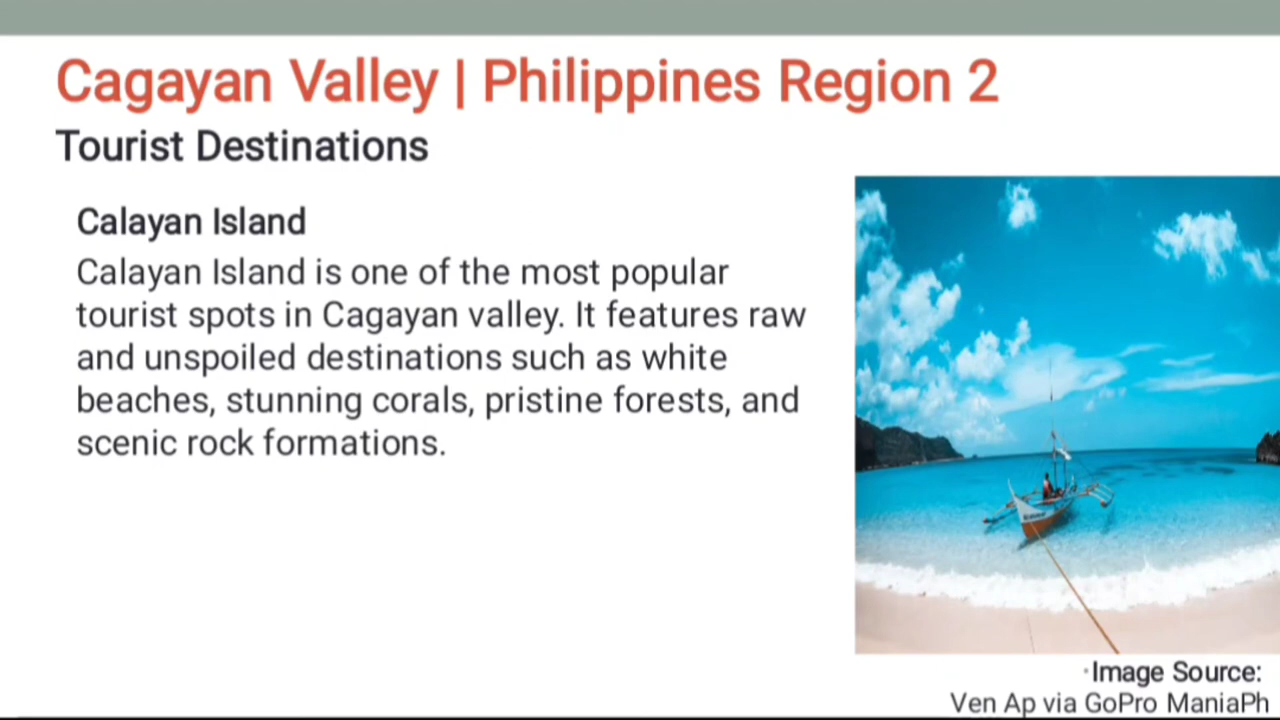 Cagayan Valley | Philippines Region 2
Tourist Destinations
Calayan Island
Calayan Island is one of the most popular
tourist spots in Cagayan valley. It features raw
and unspoiled destinations such as white
beaches, stunning corals, pristine forests, and
scenic rock formations.
Image Source:
Ven Ap via GoPro ManiaPh